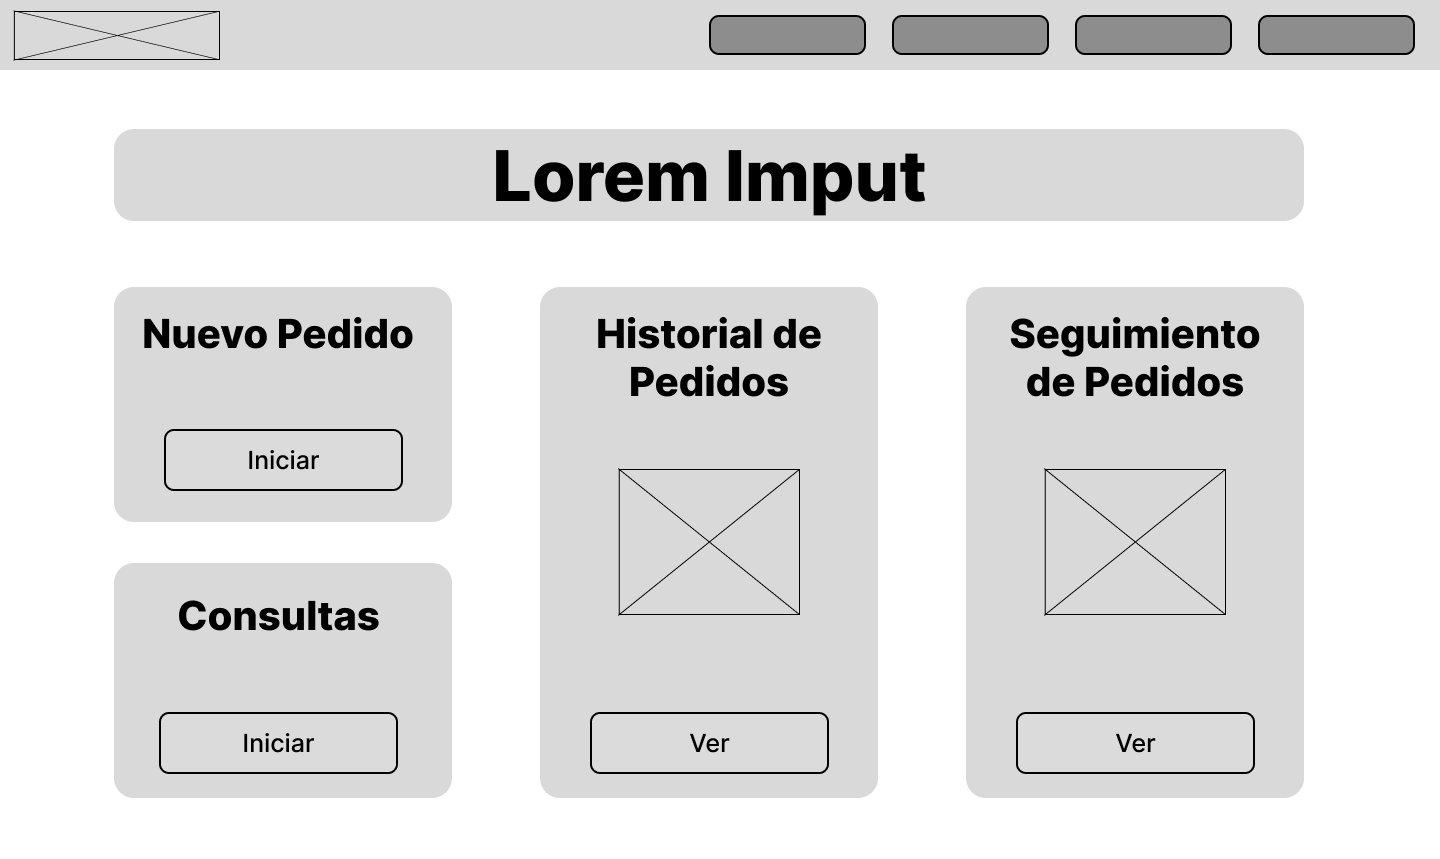 Lorem Imput
Nuevo Pedido
Iniciar
Consultas
Iniciar
Historial de
Pedidos
Ver
Seguimiento
de Pedidos
Ver